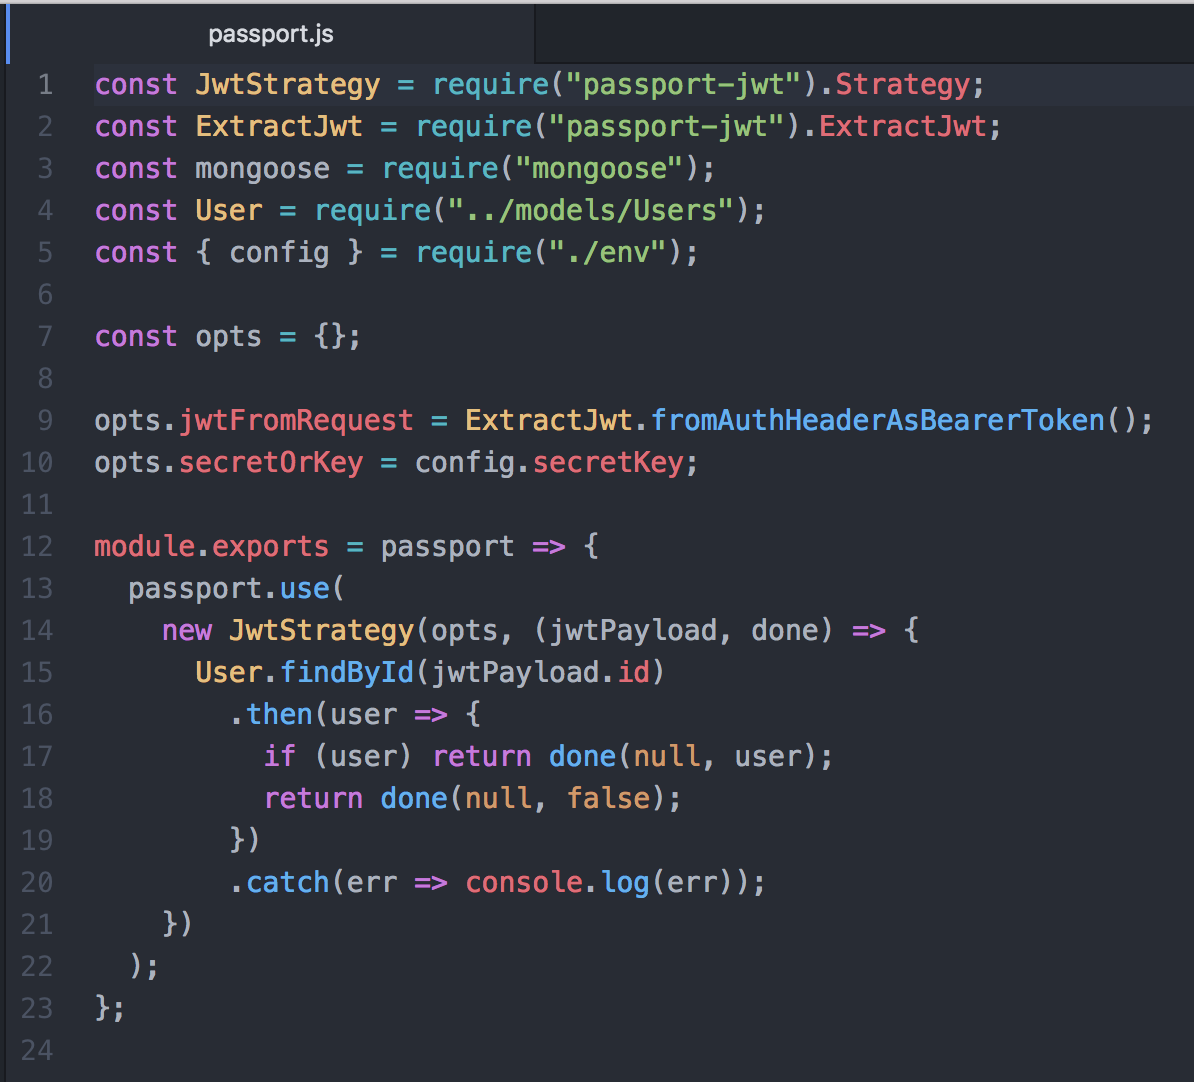 passport.js
1 const JwtStrategy = require("passport-jwt").Strategy;
2 const ExtractJwt = require("passport-jwt").ExtractJwt;
3 const mongoose = require("mongoose");
4 const User = require("../models/Users");
5 const { config } = require("./env");
6
7 const opts = {};
8
9 opts.jwtFromRequest = ExtractJwt.fromAuthHeaderAsBearerToken();
10 opts.secretOrKey = config.secretKey;
11
12 module.exports = passport => {
13   passport.use(
14     new JwtStrategy(opts, (jwtPayload, done) => {
15       User.findById(jwtPayload.id)
16         .then(user => {
17           if (user) return done(null, user);
18           return done(null, false);
19         })
20         .catch(err => console.log(err));
21     })
22   );
23 };
24